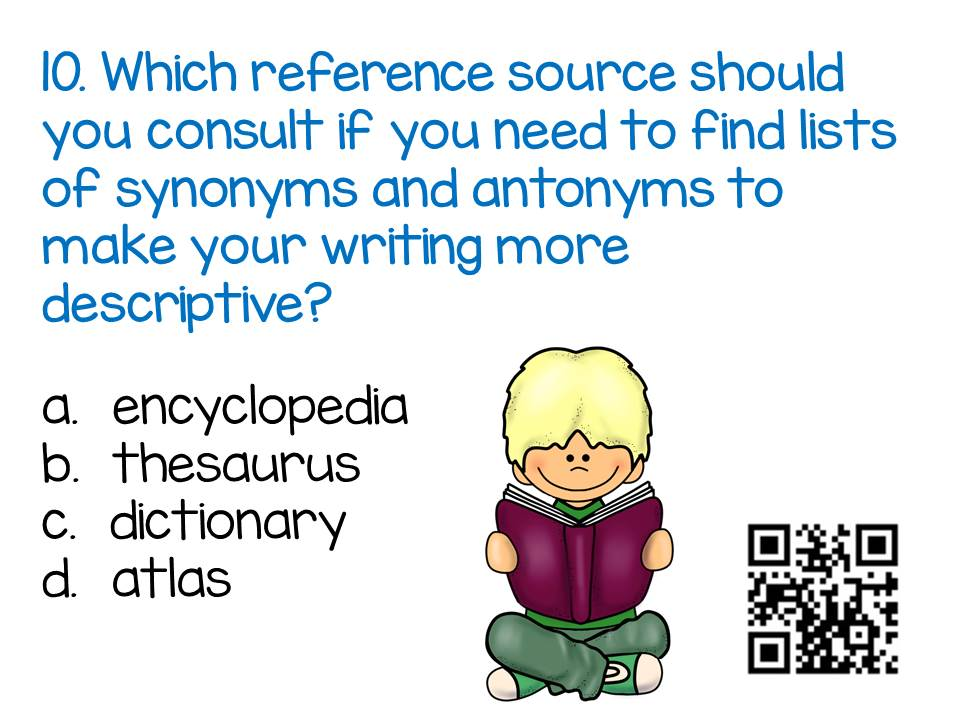 10. Which reference source should
you consult if you need to find lists
of synonyms and antonyms to
make your writing more
descriptive?
a. encyclopedia
b. thesaurus
c. dictionary
d. atlas